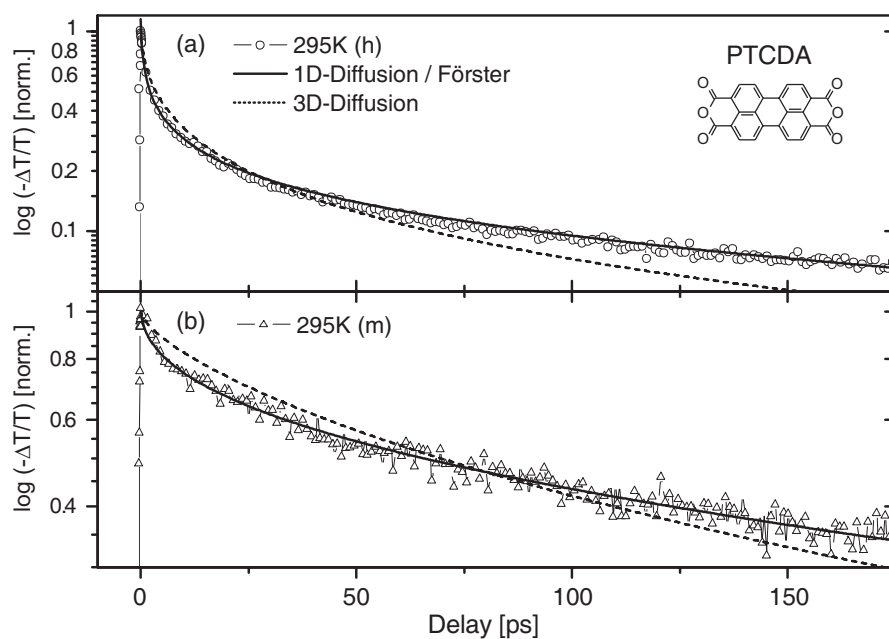 (a)
295K (h)
1D-Diffusion / Förster
3D-Diffusion
PTCDA
O O
O O
O O
log (-ΔT/T) [norm.]
1
0.8
0.6
0.4
0.2
0.1
(b)
295K (m)
log (-ΔT/T) [norm.]
1
0.8
0.6
0.4
0 50 100 150
Delay [ps]